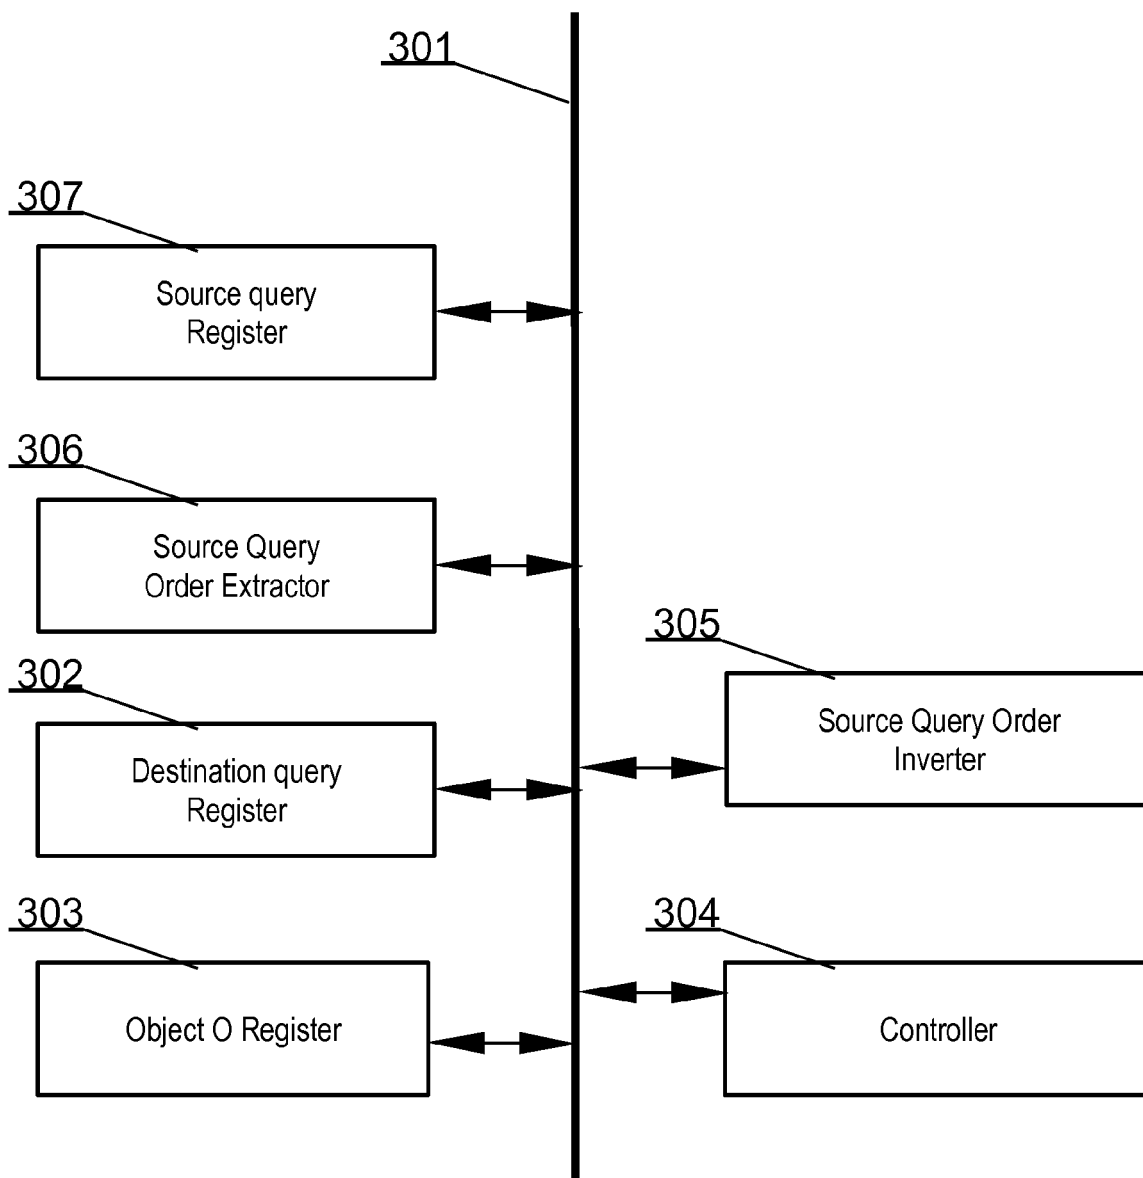 301
307
Source query
Register
306
Source Query
Order Extractor
305
Source Query Order
Inverter
302
Destination query
Register
303
Object O Register
304
Controller